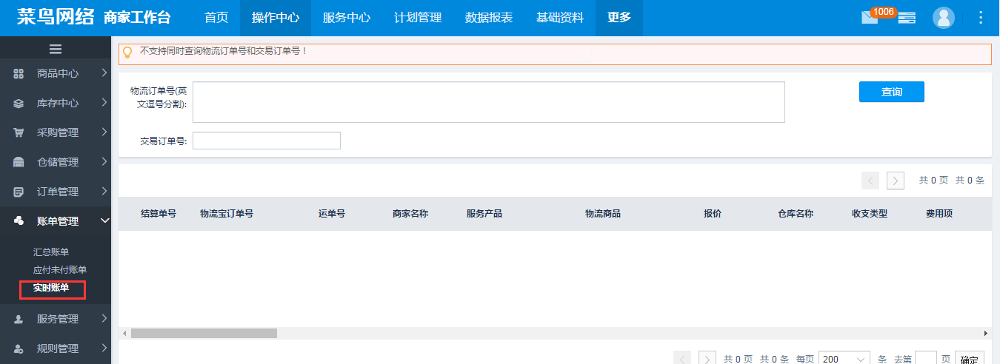 菜鸟网络 商家工作台 首页 操作中心 服务中心 计划管理 数据报表 基础资料 更多 1006
商品中心
库存中心
采购管理
仓储管理
订单管理
账单管理
汇总账单
应付未付账单
实时账单
服务管理
规则管理
不支持同时查询物流订单号和交易订单号！
物流订单号(英
文逗号分割):
查询
交易订单号:
共 0 页 共 0 条
结算单号 物流宝订单号 运单号 商家名称 服务产品 物流商品 报价 仓库名称 收支类型 费用项
共 0 页 共 0 条 每页 200 条 去第 页 确定